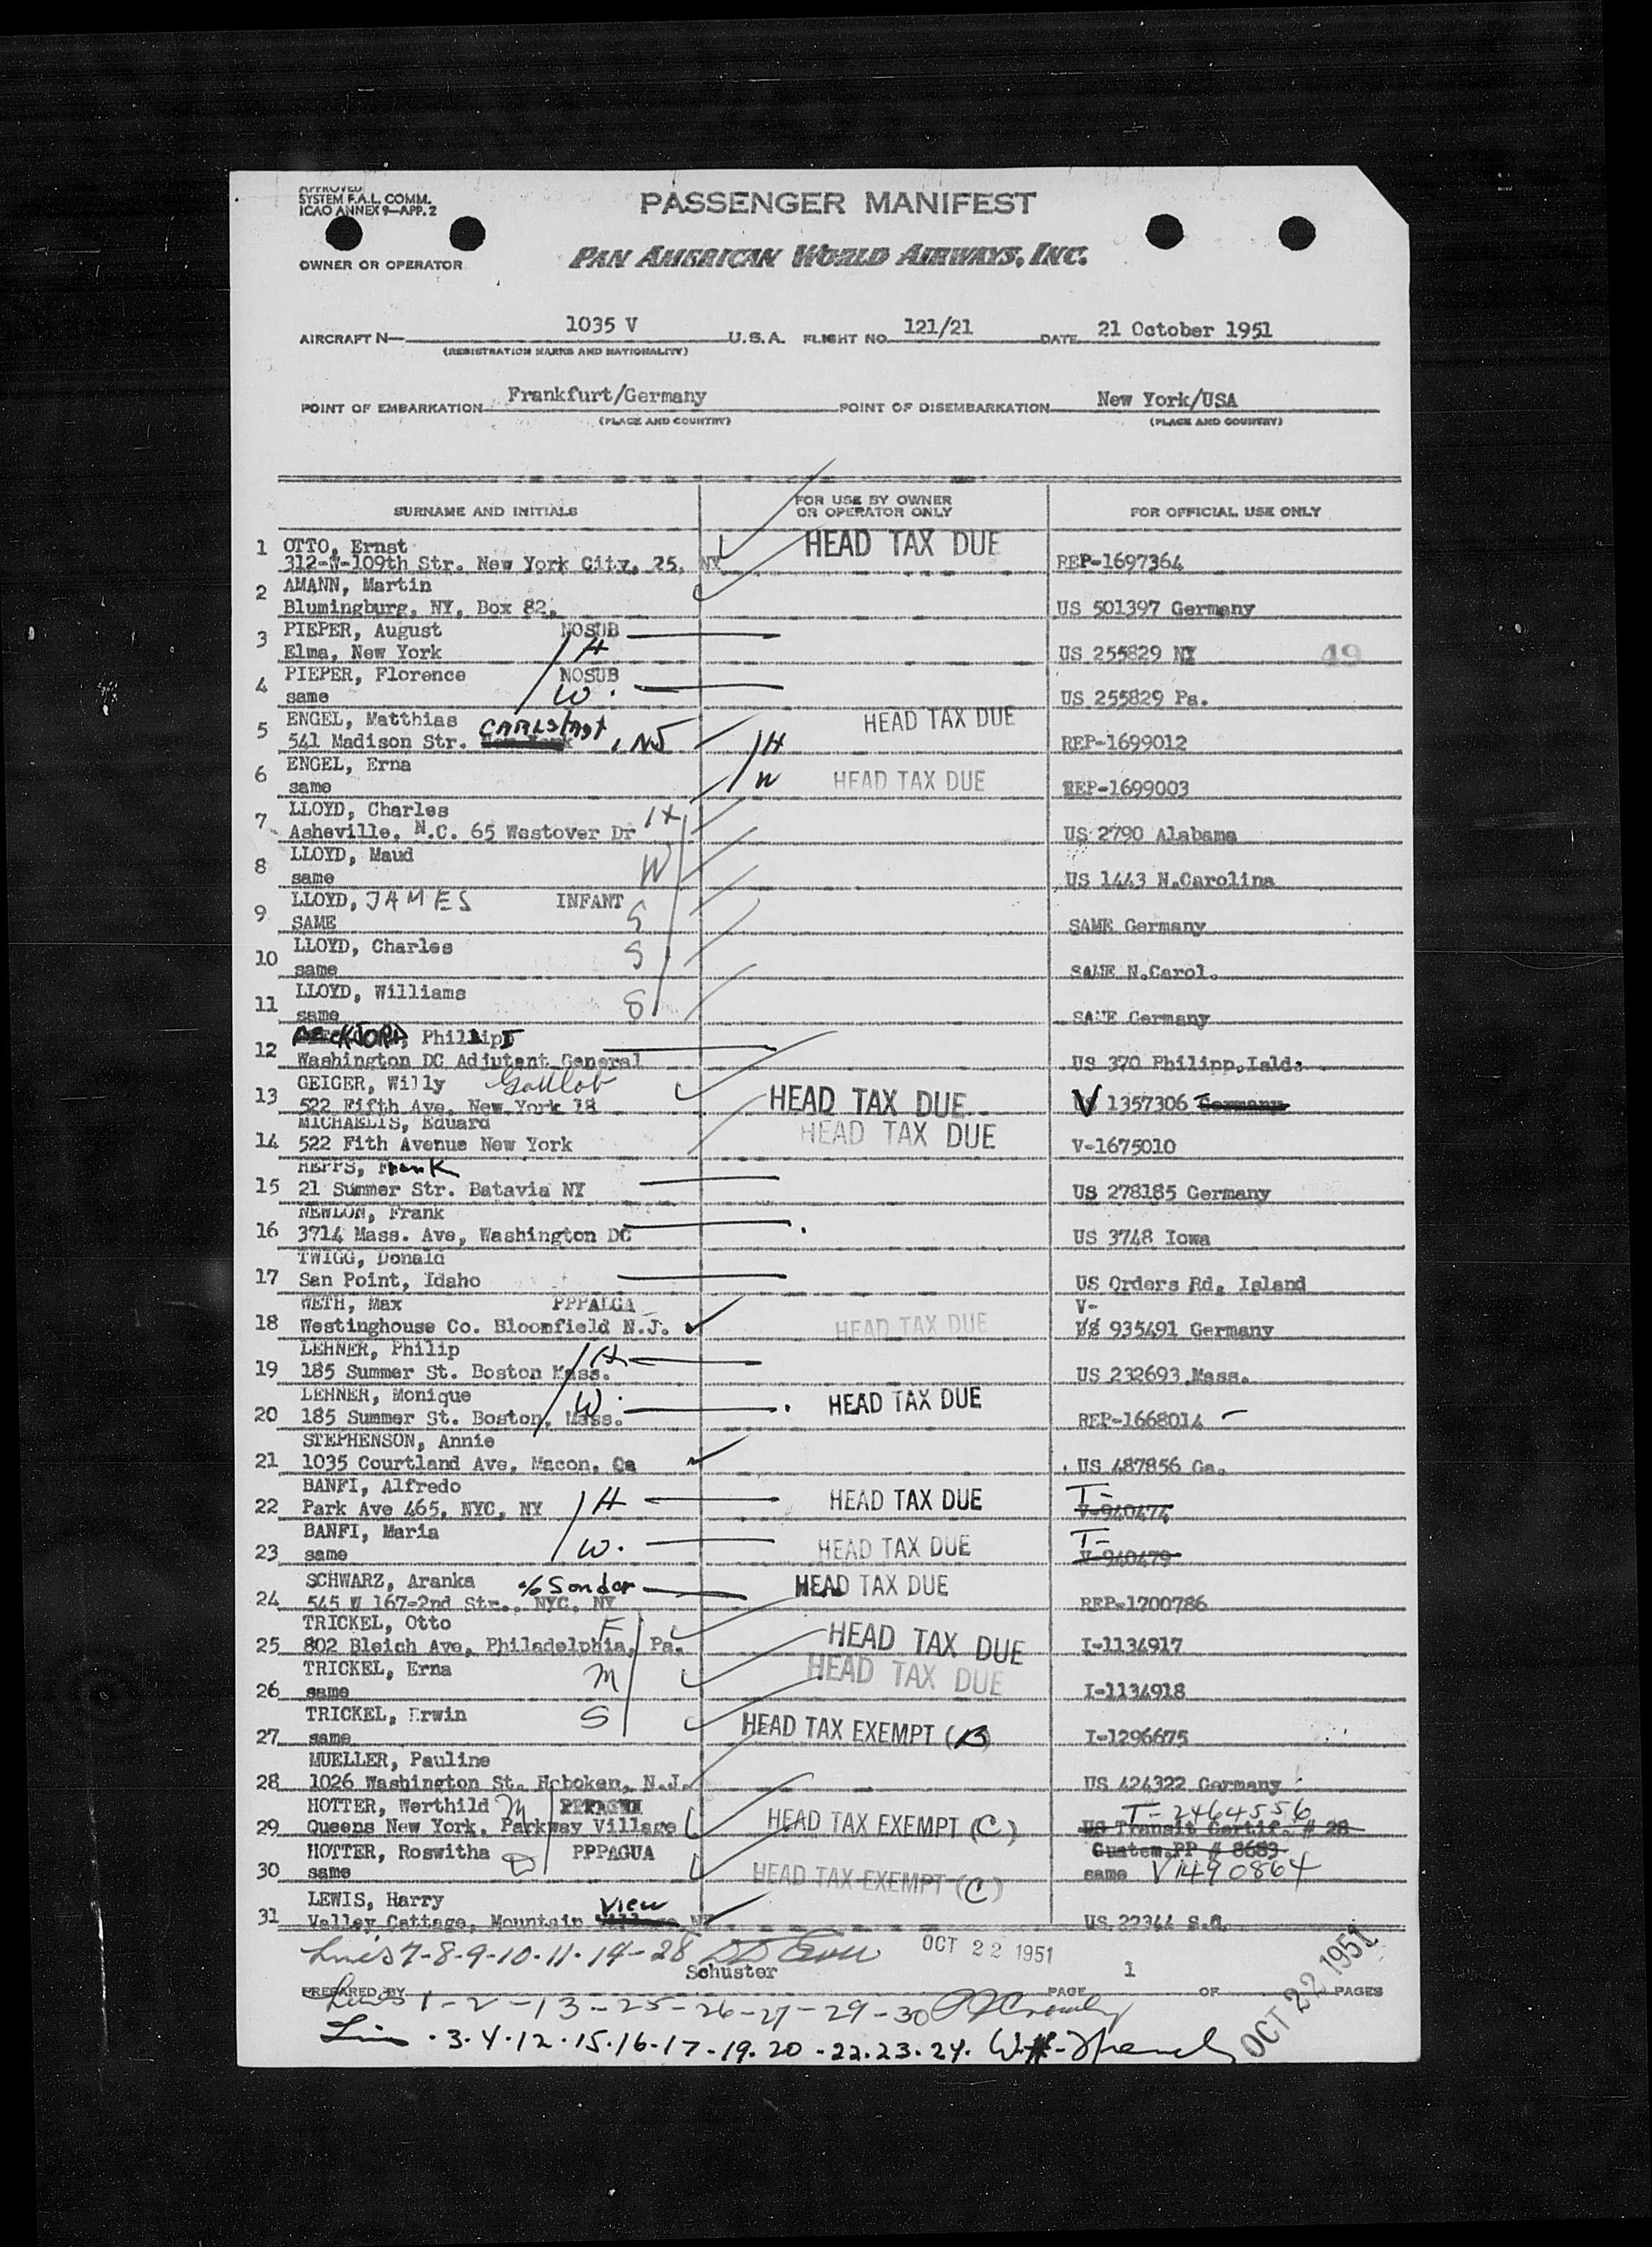 APPROVED
SYSTEM F.A.L. COMM.
ICAO ANNEX 9—APP. 2
PASSENGER MANIFEST
OWNER OR OPERATOR PAN AMERICAN WORLD AIRWAYS, INC.
AIRCRAFT N— 1035 V U.S.A. FLIGHT NO. 121/21 DATE 21 October 1951
(REGISTRATION MARKS AND NATIONALITY)
POINT OF EMBARKATION Frankfurt/Germany POINT OF DISEMBARKATION New York/USA
(PLACE AND COUNTRY) (PLACE AND COUNTRY)
SURNAME AND INITIALS FOR USE BY OWNER OR OPERATOR ONLY FOR OFFICIAL USE ONLY
1 OTTO, Ernst HEAD TAX DUE
312-W-109th Str. New York City, 25, NY REP-1697364
2 AMANN, Martin
Blumingburg, NY, Box 82, US 501397 Germany
3 PIEPER, August NOSUB
Elma, New York H US 255829 NY 49
4 PIEPER, Florence NOSUB
same W. US 255829 Pa.
5 ENGEL, Matthias CARLSTADT HEAD TAX DUE
541 Madison Str. New York, NJ H REP-1699012
6 ENGEL, Erna
same W HEAD TAX DUE REP-1699003
7 LLOYD, Charles H
Asheville, N.C. 65 Westover Dr US 2790 Alabama
8 LLOYD, Maud W
same US 1443 N.Carolina
9 LLOYD, JAMES INFANT
SAME S SAME Germany
10 LLOYD, Charles S
same SAME N.Carol.
11 LLOYD, Williams
same S SAME Germany
12 Phillip
Washington DC Adjutent General US 370 Philipp.Isld:
13 GEIGER, Willy Gottlob
522 Fifth Ave, New York 18 HEAD TAX DUE V 1357306 Germany
14 MICHAELIS, Eduard HEAD TAX DUE
522 Fith Avenue New York V-1675010
15 HEPPS, Frank
21 Summer Str. Batavia NY US 278185 Germany
16 NEWLON, Frank
3714 Mass. Ave, Washington DC US 3748 Iowa
17 TWIGG, Donald
San Point, Idaho US Orders Rd. Island
18 WETH, Max PPPALGA V-
Westinghouse Co. Bloomfield N.J. HEAD TAX DUE US 935491 Germany
19 LEHNER, Philip H
185 Summer St. Boston Mass. US 232693 Mass.
20 LEHNER, Monique W. HEAD TAX DUE
185 Summer St. Boston, Mass. REP-1668014
21 STEPHENSON, Annie
1035 Courtland Ave, Macon, Ga US 487856 Ga.
22 BANFI, Alfredo H HEAD TAX DUE T-
Park Ave 465, NYC, NY V-940474
23 BANFI, Maria W. HEAD TAX DUE T-
same V-940479
24 SCHWARZ, Aranka c/o Sondor HEAD TAX DUE
545 W 167-2nd Str., NYC, NY REP-1700786
25 TRICKEL, Otto F HEAD TAX DUE
802 Bleich Ave, Philadelphia, Pa. I-1134917
26 TRICKEL, Erna M HEAD TAX DUE
same I-1134918
27 TRICKEL, Erwin S HEAD TAX EXEMPT (B)
same I-1296675
28 MUELLER, Pauline
1026 Washington St. Hoboken, N.J. US 424322 Germany
29 HOTTER, Werthild M T-2464556
Queens New York, Parkway Village HEAD TAX EXEMPT (C) US Transit Certif. # 28
30 HOTTER, Roswitha D PPPAGUA Guatem.PP # 8683
same HEAD TAX EXEMPT (C) same V1490864
31 LEWIS, Harry View
Valley Cottage, Mountain Village NY US 22344 S.C.
Lines 7-8-9-10-11-14-28 OCT 22 1951
Schuster
PREPARED BY PAGE 1 OF PAGES
Lines 1-2-13-25-26-27-29-30
3.4.12.15.16.17.19.20.22.23.24.
OCT 22 1951